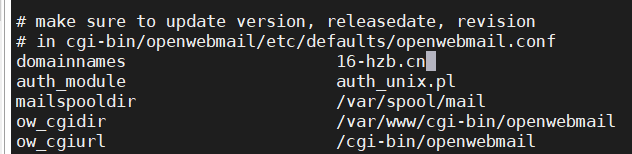 # make sure to update version, releasedate, revision
# in cgi-bin/openwebmail/etc/defaults/openwebmail.conf
domainnames 16-hzb.cn
auth_module auth_unix.pl
mailspooldir /var/spool/mail
ow_cgidir /var/www/cgi-bin/openwebmail
ow_cgiurl /cgi-bin/openwebmail